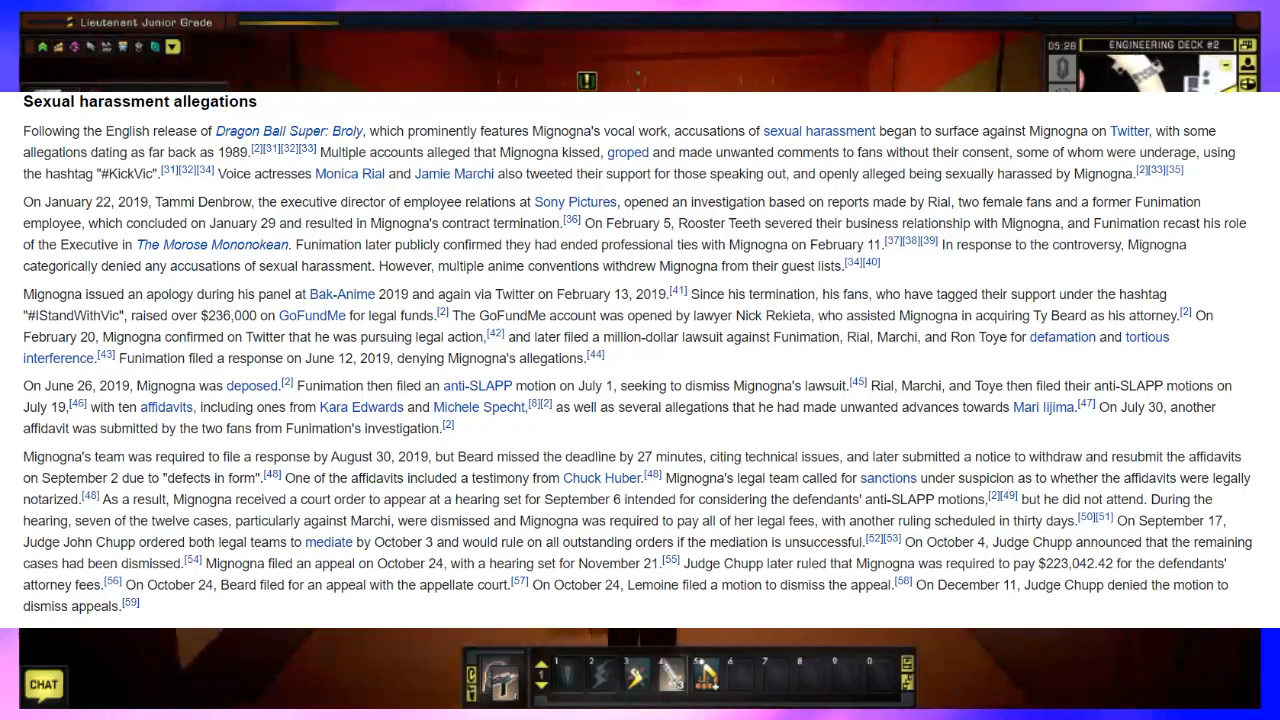 Lieutenant Junior Grade
05:28 ENGINEERING DECK #2
Sexual harassment allegations
Following the English release of Dragon Ball Super: Broly, which prominently features Mignogna's vocal work, accusations of sexual harassment began to surface against Mignogna on Twitter, with some
allegations dating as far back as 1989.[2][31][32][33] Multiple accounts alleged that Mignogna kissed, groped and made unwanted comments to fans without their consent, some of whom were underage, using
the hashtag "#KickVic".[31][32][34] Voice actresses Monica Rial and Jamie Marchi also tweeted their support for those speaking out, and openly alleged being sexually harassed by Mignogna.[2][33][35]
On January 22, 2019, Tammi Denbrow, the executive director of employee relations at Sony Pictures, opened an investigation based on reports made by Rial, two female fans and a former Funimation
employee, which concluded on January 29 and resulted in Mignogna's contract termination.[36] On February 5, Rooster Teeth severed their business relationship with Mignogna, and Funimation recast his role
of the Executive in The Morose Mononokean. Funimation later publicly confirmed they had ended professional ties with Mignogna on February 11.[37][38][39] In response to the controversy, Mignogna
categorically denied any accusations of sexual harassment. However, multiple anime conventions withdrew Mignogna from their guest lists.[34][40]
Mignogna issued an apology during his panel at Bak-Anime 2019 and again via Twitter on February 13, 2019.[41] Since his termination, his fans, who have tagged their support under the hashtag
"#IStandWithVic", raised over $236,000 on GoFundMe for legal funds.[2] The GoFundMe account was opened by lawyer Nick Rekieta, who assisted Mignogna in acquiring Ty Beard as his attorney.[2] On
February 20, Mignogna confirmed on Twitter that he was pursuing legal action,[42] and later filed a million-dollar lawsuit against Funimation, Rial, Marchi, and Ron Toye for defamation and tortious
interference.[43] Funimation filed a response on June 12, 2019, denying Mignogna's allegations.[44]
On June 26, 2019, Mignogna was deposed.[2] Funimation then filed an anti-SLAPP motion on July 1, seeking to dismiss Mignogna's lawsuit.[45] Rial, Marchi, and Toye then filed their anti-SLAPP motions on
July 19,[46] with ten affidavits, including ones from Kara Edwards and Michele Specht,[8][2] as well as several allegations that he had made unwanted advances towards Mari Iijima.[47] On July 30, another
affidavit was submitted by the two fans from Funimation's investigation.[2]
Mignogna's team was required to file a response by August 30, 2019, but Beard missed the deadline by 27 minutes, citing technical issues, and later submitted a notice to withdraw and resubmit the affidavits
on September 2 due to "defects in form".[48] One of the affidavits included a testimony from Chuck Huber.[48] Mignogna's legal team called for sanctions under suspicion as to whether the affidavits were legally
notarized.[48] As a result, Mignogna received a court order to appear at a hearing set for September 6 intended for considering the defendants' anti-SLAPP motions,[2][49] but he did not attend. During the
hearing, seven of the twelve cases, particularly against Marchi, were dismissed and Mignogna was required to pay all of her legal fees, with another ruling scheduled in thirty days.[50][51] On September 17,
Judge John Chupp ordered both legal teams to mediate by October 3 and would rule on all outstanding orders if the mediation is unsuccessful.[52][53] On October 4, Judge Chupp announced that the remaining
cases had been dismissed.[54] Mignogna filed an appeal on October 24, with a hearing set for November 21.[55] Judge Chupp later ruled that Mignogna was required to pay $223,042.42 for the defendants'
attorney fees.[56] On October 24, Beard filed for an appeal with the appellate court.[57] On October 24, Lemoine filed a motion to dismiss the appeal.[58] On December 11, Judge Chupp denied the motion to
dismiss appeals.[59]
CHAT
1
1 2 3 4 5 6 7 8 9 0
3